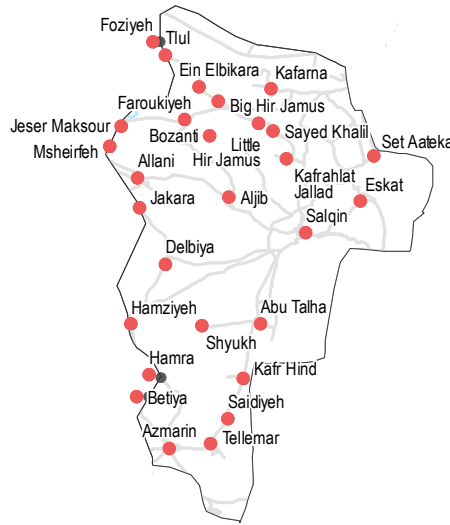 Foziyeh
Tlul
Ein Elbikara
Kafarna
Faroukiyeh
Big Hir Jamus
Jeser Maksour
Bozanti
Little
Hir Jamus
Sayed Khalil
Set Aateka
Msheirfeh
Allani
Kafrahlat
Jallad
Eskat
Jakara
Aljib
Salqin
Delbiya
Hamziyeh
Abu Talha
Shyukh
Hamra
Kafr Hind
Betiya
Saidiyeh
Azmarin
Tellemar